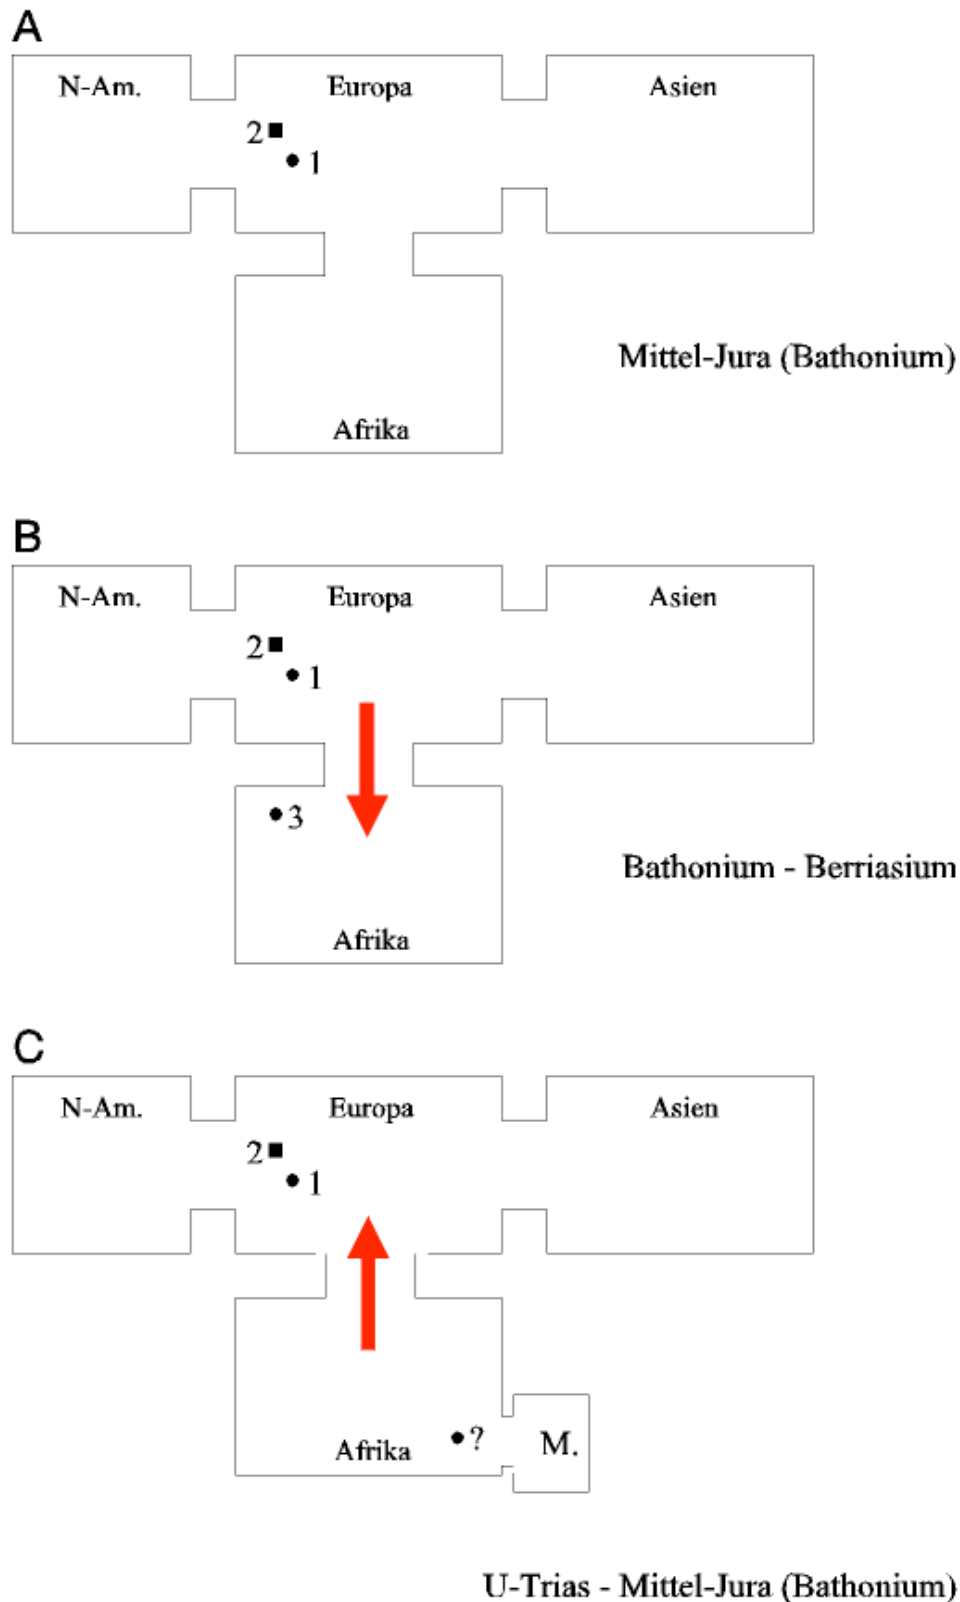 A
N-Am. Europa Asien
2
1
Mittel-Jura (Bathonium)
Afrika
B
N-Am. Europa Asien
2
1
3
Bathonium - Berriasium
Afrika
C
N-Am. Europa Asien
2
1
Afrika ? M.
U-Trias - Mittel-Jura (Bathonium)